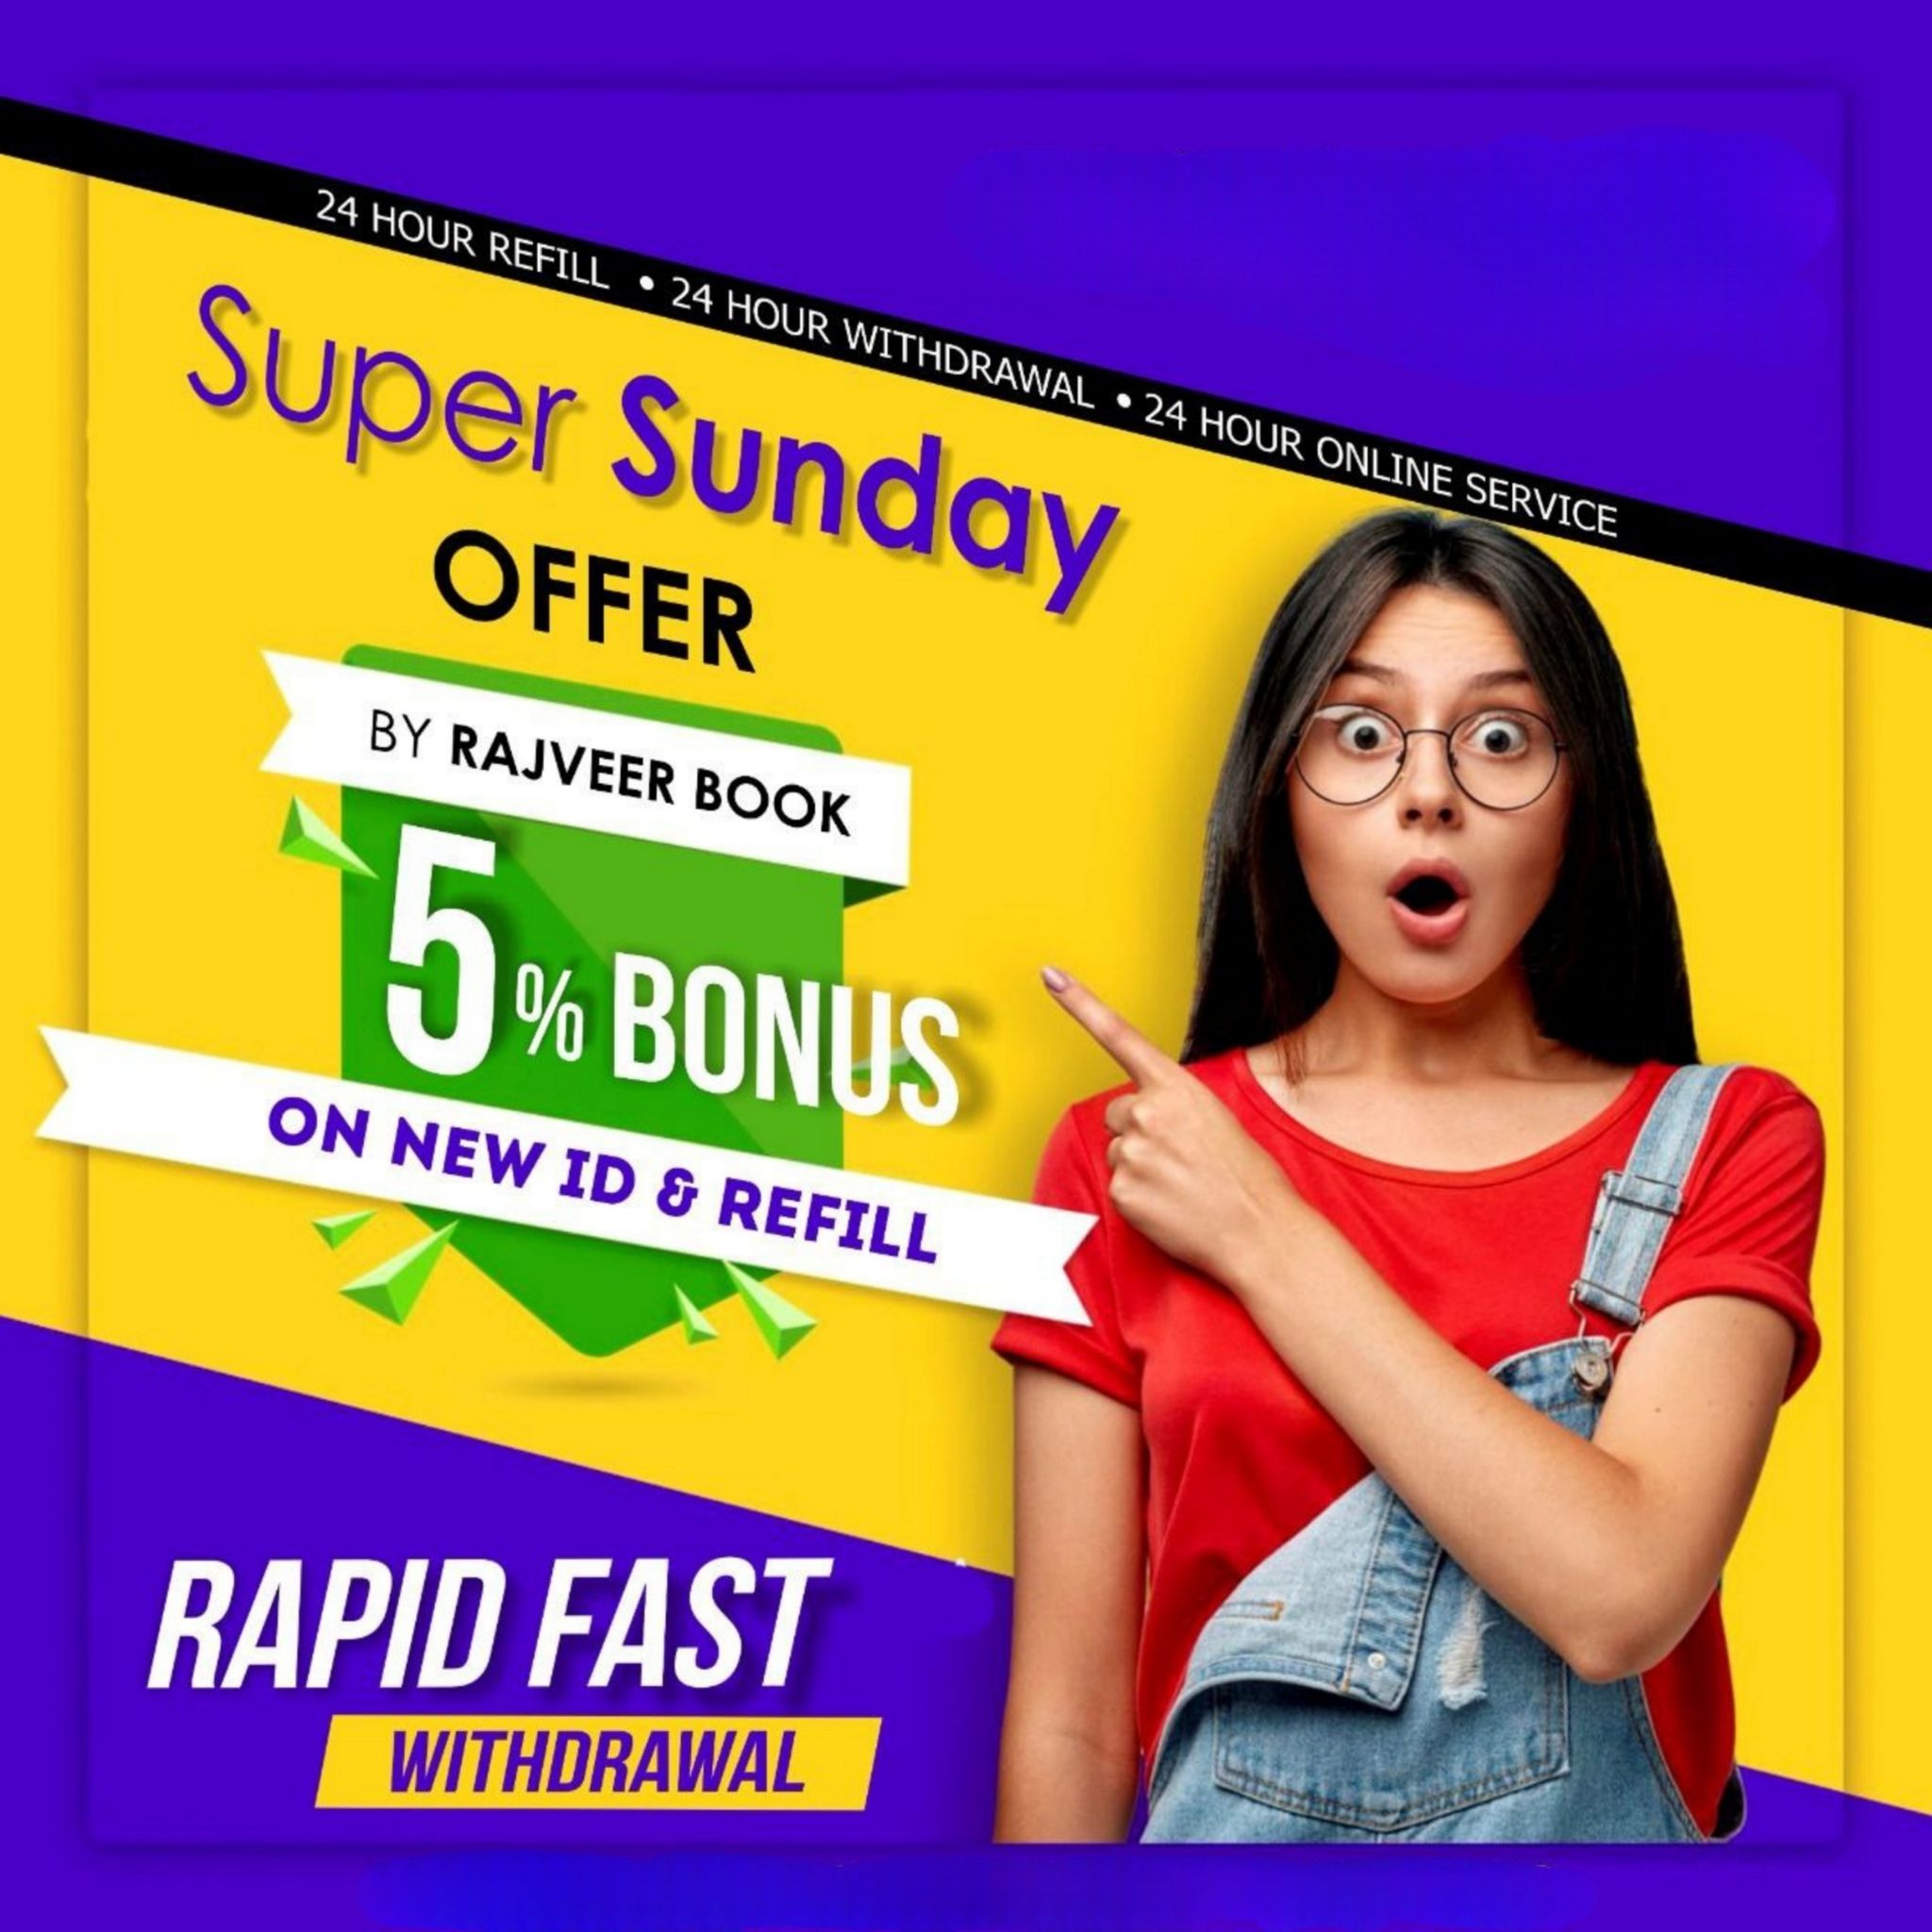 24 HOUR REFILL • 24 HOUR WITHDRAWAL • 24 HOUR ONLINE SERVICE
Super Sunday
OFFER
BY RAJVEER BOOK
5% BONUS
ON NEW ID & REFILL
RAPID FAST
WITHDRAWAL